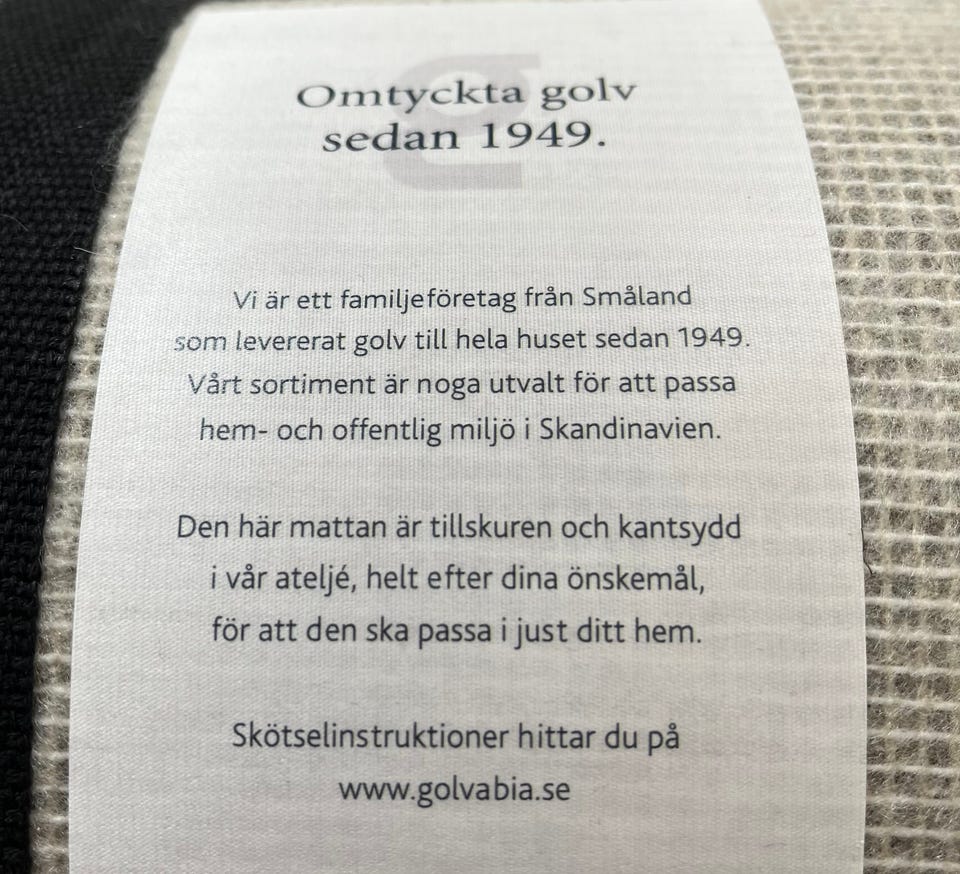 Omtyckta golv
sedan 1949.
Vi är ett familjeföretag från Småland
som levererat golv till hela huset sedan 1949.
Vårt sortiment är noga utvalt för att passa
hem- och offentlig miljö i Skandinavien.
Den här mattan är tillskuren och kantsydd
i vår ateljé, helt efter dina önskemål,
för att den ska passa i just ditt hem.
Skötselinstruktioner hittar du på
www.golvabia.se